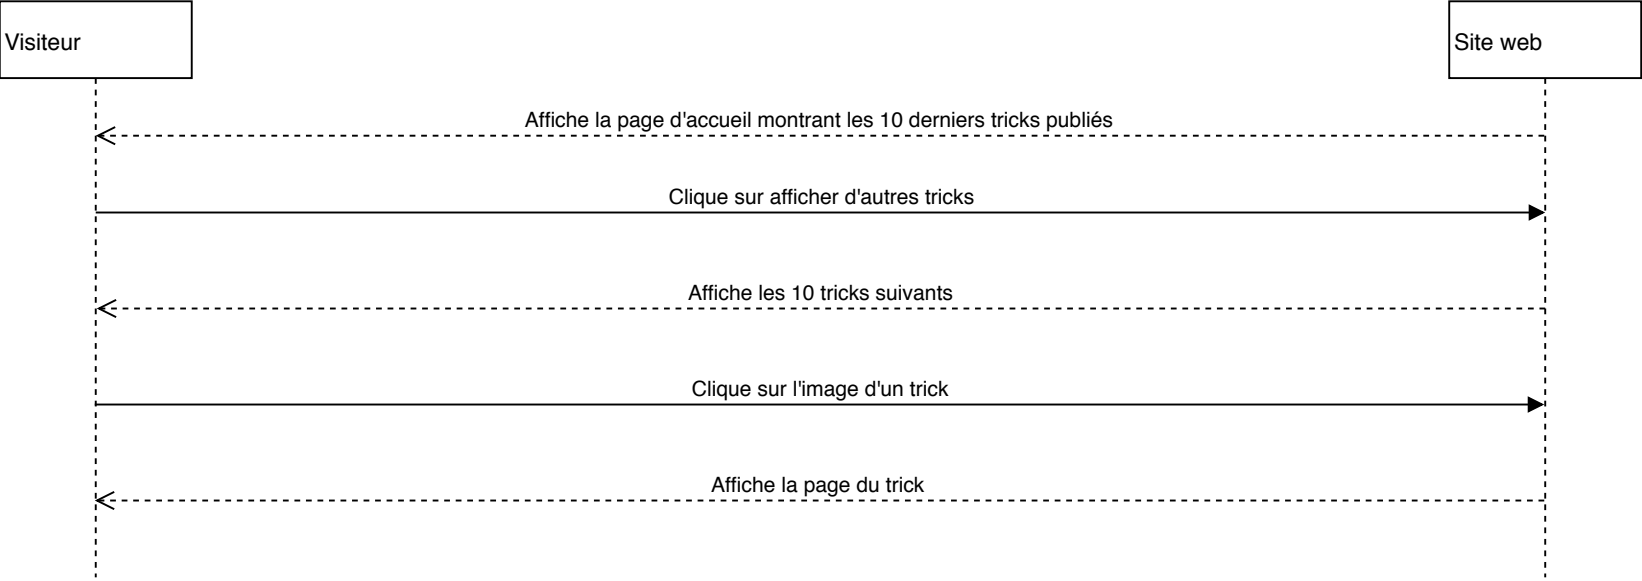 Visiteur
Site web
Affiche la page d'accueil montrant les 10 derniers tricks publiés
Clique sur afficher d'autres tricks
Affiche les 10 tricks suivants
Clique sur l'image d'un trick
Affiche la page du trick